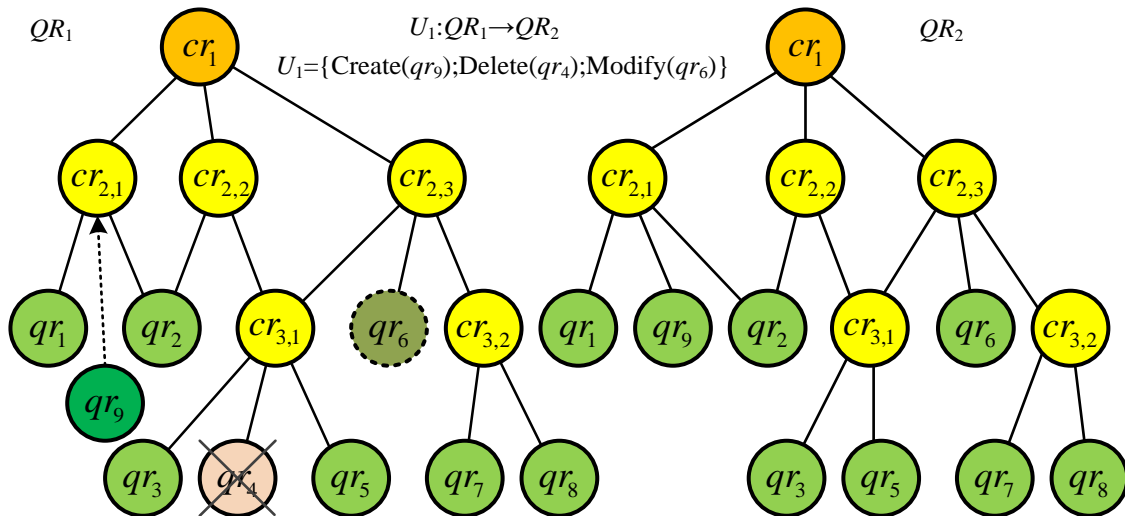 QR₁
U₁:QR₁→QR₂
QR₂
U₁={Create(qr₉);Delete(qr₄);Modify(qr₆)}
cr₁
cr₂,₁ cr₂,₂ cr₂,₃
qr₁ qr₂ cr₃,₁ qr₆ cr₃,₂
qr₉
qr₃ qr₄ qr₅ qr₇ qr₈
cr₁
cr₂,₁ cr₂,₂ cr₂,₃
qr₁ qr₉ qr₂ cr₃,₁ qr₆ cr₃,₂
qr₃ qr₅ qr₇ qr₈